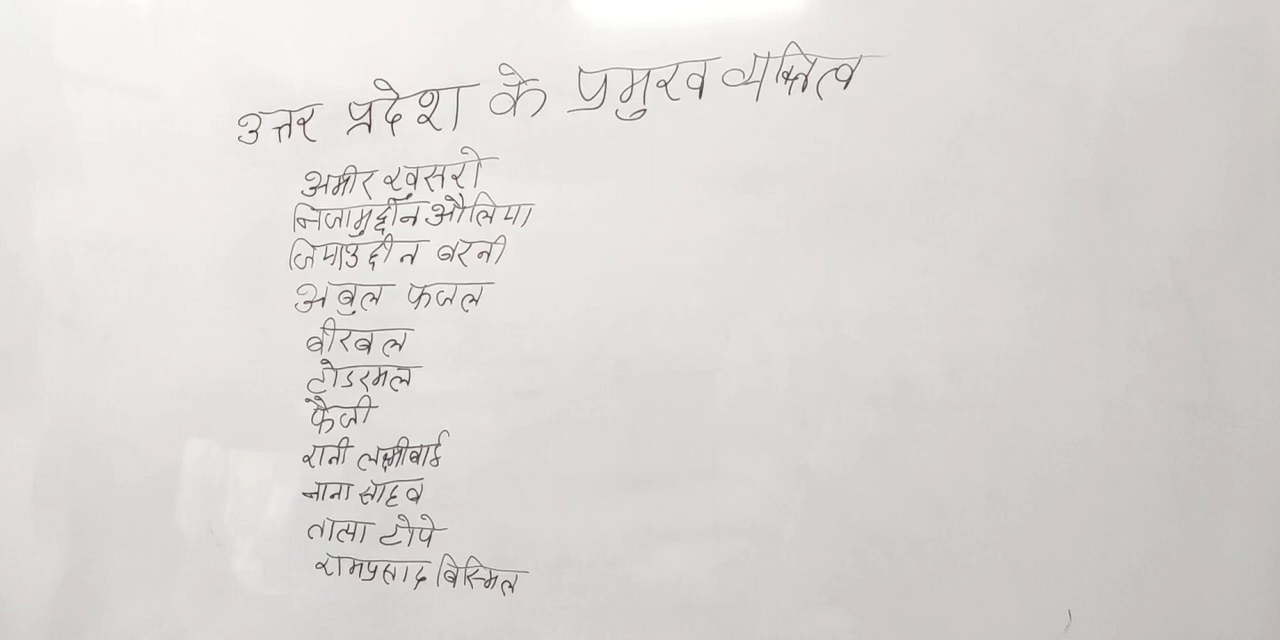 उत्तर प्रदेश के प्रमुख व्यक्तित्व
अमीर खुसरो
निजामुद्दीन औलिया
जियाउद्दीन बरनी
अबुल फजल
बीरबल
टोडरमल
फैजी
रानी लक्ष्मीबाई
नाना साहब
तात्या टोपे
रामप्रसाद बिस्मिल